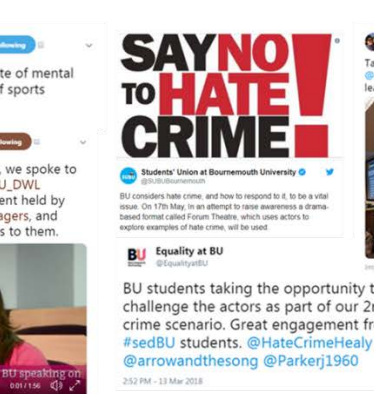 te of mental
f sports
, we spoke to
U_DWL
ent held by
agers, and
s to them.
BU speaking on
0:01 / 1:56
SAY NO
TO HATE
CRIME!
Students' Union at Bournemouth University
@SUBUBournemouth
BU considers hate crime, and how to respond to it, to be a vital
issue. On 17th May, in an attempt to raise awareness a drama-
based format called Forum Theatre, which uses actors to
explore examples of hate crime, will be used
BU
Equality at BU
@EqualityatBU
BU students taking the opportunity t
challenge the actors as part of our 2n
crime scenario. Great engagement fr
#sedBU students. @HateCrimeHealy
@arrowandthesong @Parkerj1960
2:52 PM - 13 Mar 2018
Ta
@
lea